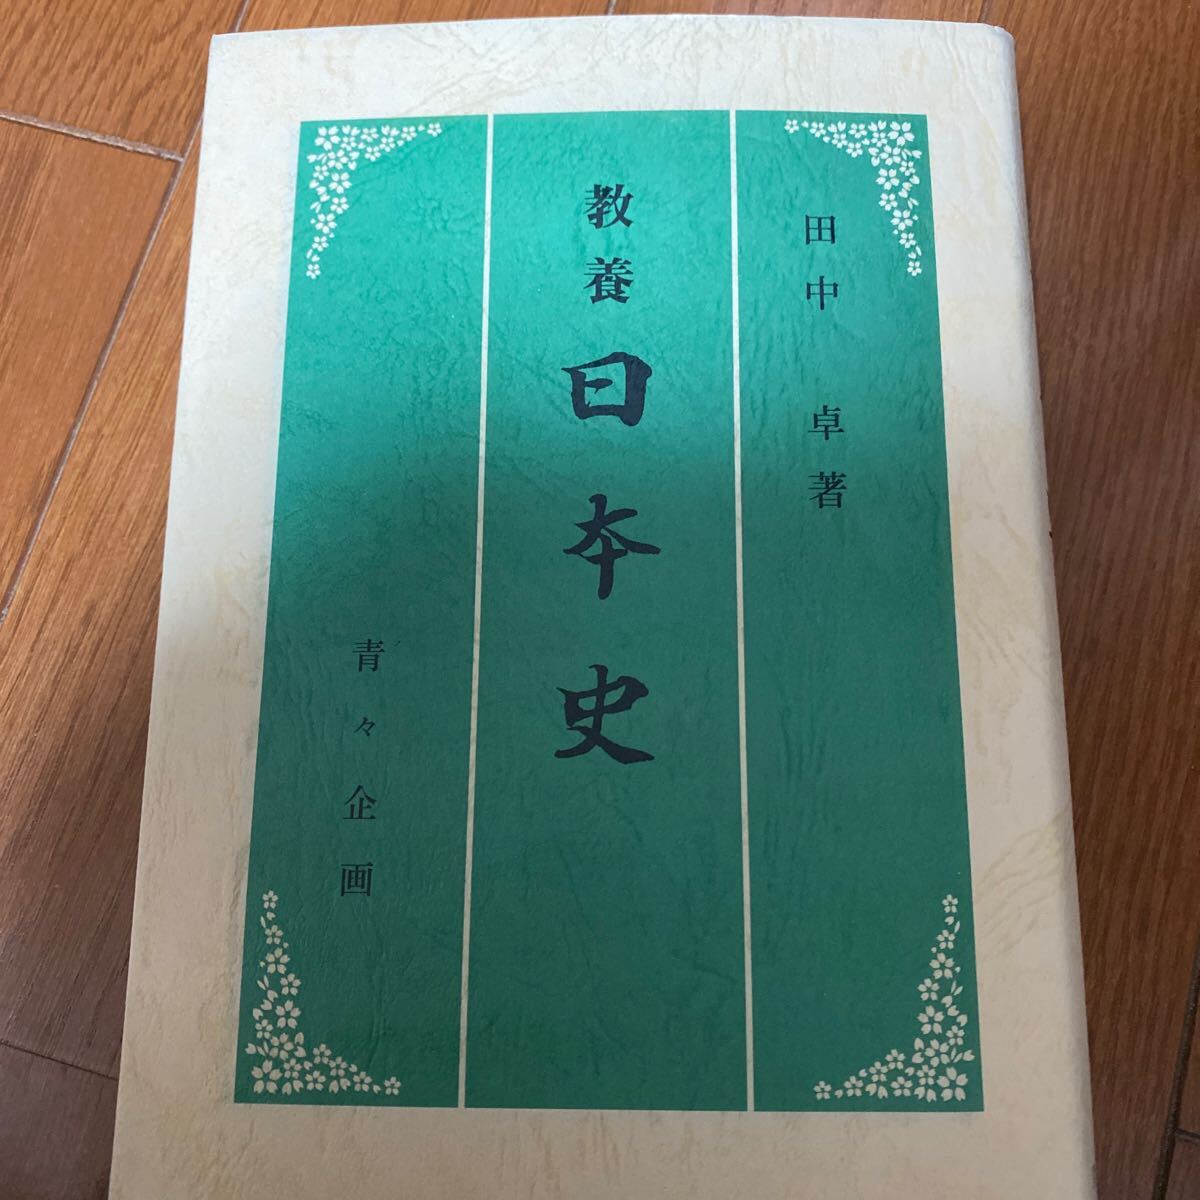 田中 卓著
教養日本史
青々企画